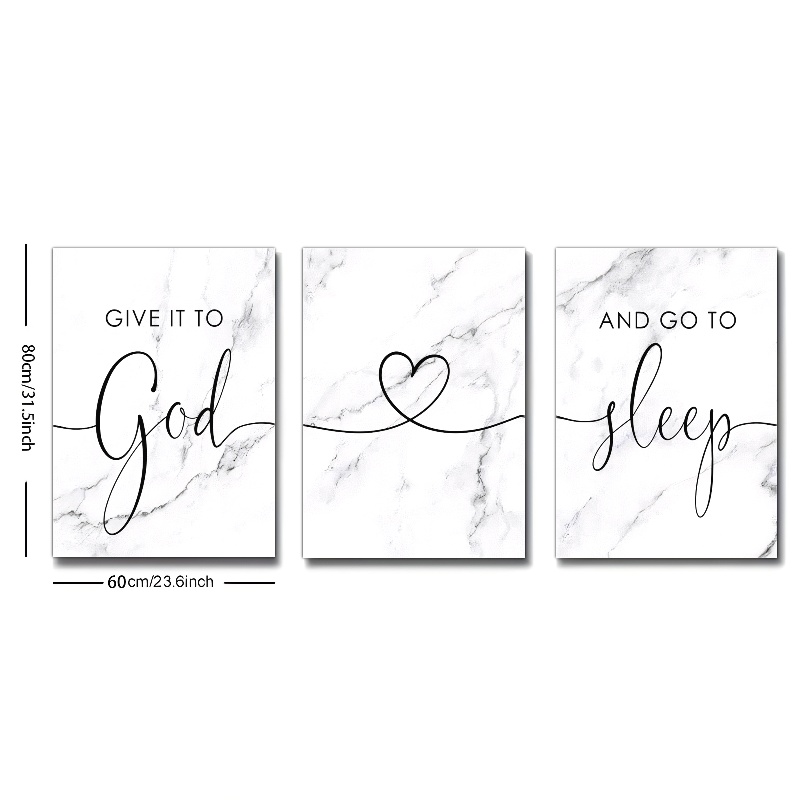 GIVE IT TO
God
AND GO TO
sleep
80cm/31.5inch
60cm/23.6inch